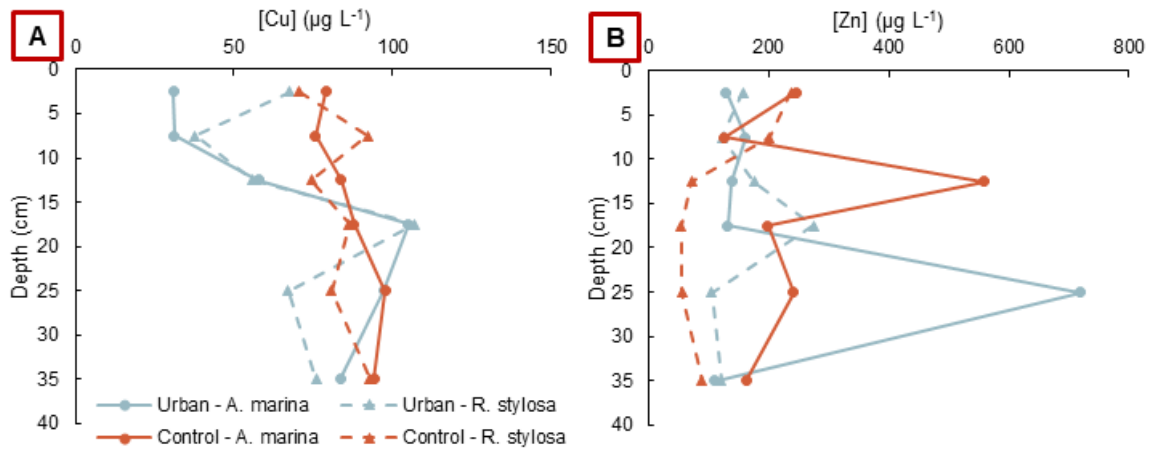 A
[Cu] (µg L-1)
0 50 100 150
0
5
10
15
20
25
30
35
40
Depth (cm)
Urban - A. marina
Urban - R. stylosa
Control - A. marina
Control - R. stylosa
B
[Zn] (µg L-1)
0 200 400 600 800
0
5
10
15
20
25
30
35
40
Depth (cm)